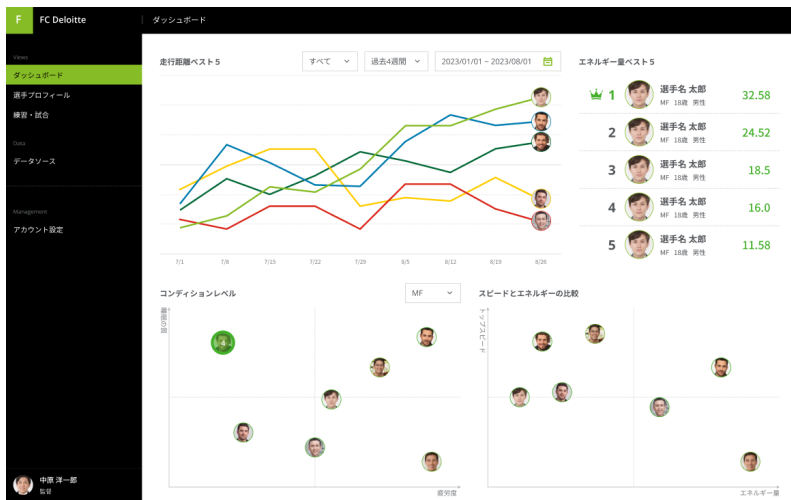 F FC Deloitte
ダッシュボード
Views
ダッシュボード
選手プロフィール
練習・試合
Data
データソース
Management
アカウント設定
中原 洋一郎
監督
走行距離ベスト5
すべて
過去4週間
2023/01/01 ~ 2023/08/01
7/1 7/8 7/15 7/22 7/29 8/5 8/12 8/19 8/26
エネルギー量ベスト5
1 選手名 太郎 32.58
MF 18歳 男性
2 選手名 太郎 24.52
MF 18歳 男性
3 選手名 太郎 18.5
MF 18歳 男性
4 選手名 太郎 16.0
MF 18歳 男性
5 選手名 太郎 11.58
MF 18歳 男性
コンディションレベル
MF
睡眠の質
4
疲労度
スピードとエネルギーの比較
トップスピード
エネルギー量